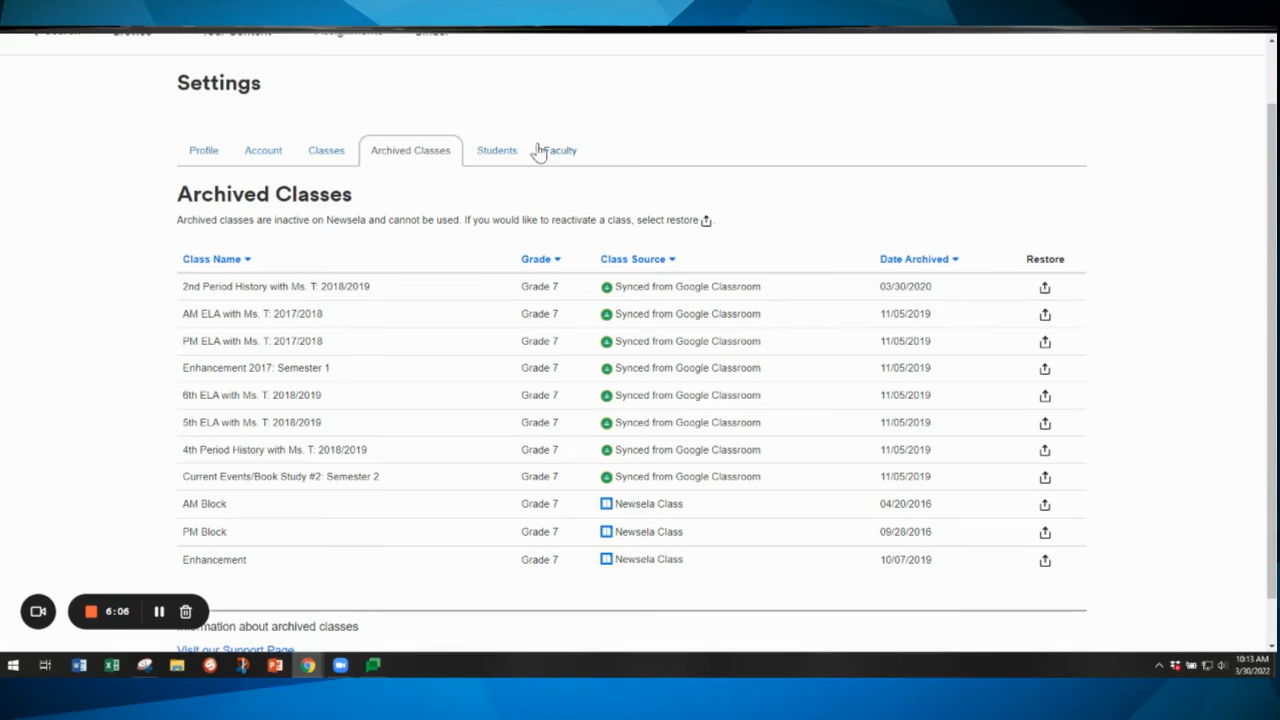 Settings
Profile Account Classes Archived Classes Students Faculty
Archived Classes
Archived classes are inactive on Newsela and cannot be used. If you would like to reactivate a class, select restore .
Class Name Grade Class Source Date Archived Restore
2nd Period History with Ms. T: 2018/2019 Grade 7 Synced from Google Classroom 03/30/2020
AM ELA with Ms. T: 2017/2018 Grade 7 Synced from Google Classroom 11/05/2019
PM ELA with Ms. T: 2017/2018 Grade 7 Synced from Google Classroom 11/05/2019
Enhancement 2017: Semester 1 Grade 7 Synced from Google Classroom 11/05/2019
6th ELA with Ms. T: 2018/2019 Grade 7 Synced from Google Classroom 11/05/2019
5th ELA with Ms. T: 2018/2019 Grade 7 Synced from Google Classroom 11/05/2019
4th Period History with Ms. T: 2018/2019 Grade 7 Synced from Google Classroom 11/05/2019
Current Events/Book Study #2: Semester 2 Grade 7 Synced from Google Classroom 11/05/2019
AM Block Grade 7 Newsela Class 04/20/2016
PM Block Grade 7 Newsela Class 09/28/2016
Enhancement Grade 7 Newsela Class 10/07/2019
6:06
Information about archived classes
Visit our Support Page
10:13 AM
3/30/2022